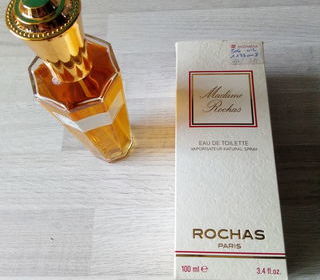 Madame
Rochas
EAU DE TOILETTE
VAPORISATEUR NATURAL SPRAY
ROCHAS
PARIS
100 ml e 3.4 fl.oz.